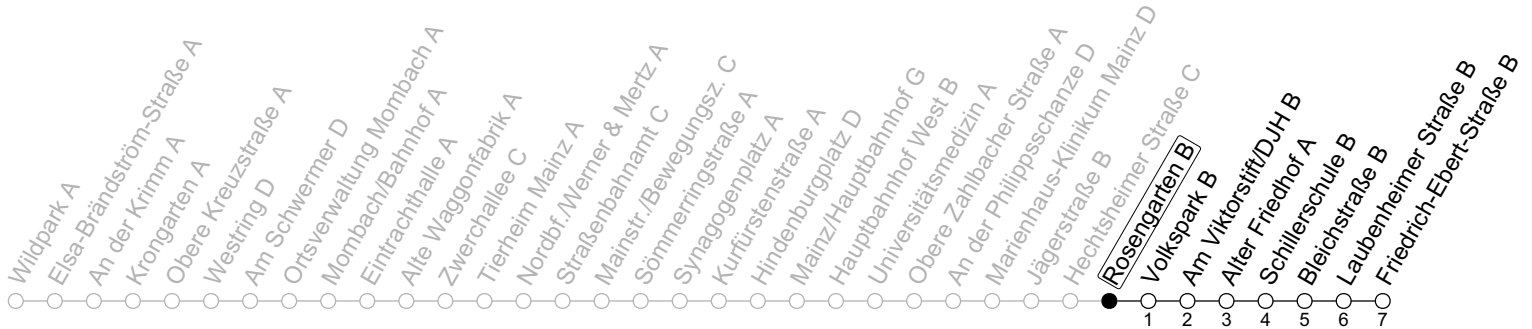 Wildpark A
Elsa-Brändström-Straße A
An der Krimm A
Krongarten A
Obere Kreuzstraße A
Westring D
Am Schwermer D
Ortsverwaltung Mombach A
Mombach/Bahnhof A
Eintrachthalle A
Alte Waggonfabrik A
Zwerchallee C
Tierheim Mainz A
Nordbf./Werner & Mertz A
Straßenbahnamt C
Mainstr./Bewegungsz. C
Sömmerringstraße A
Synagogenplatz A
Kurfürstenstraße A
Hindenburgplatz D
Mainz/Hauptbahnhof G
Hauptbahnhof West B
Universitätsmedizin A
Obere Zahlbacher Straße A
An der Philippsschanze D
Marienhaus-Klinikum Mainz D
Jägerstraße B
Hechtsheimer Straße C
Rosengarten B
Volkspark B
Am Viktorstift/DJH B
Alter Friedhof A
Schillerschule B
Bleichstraße B
Laubenheimer Straße B
Friedrich-Ebert-Straße B
1 2 3 4 5 6 7